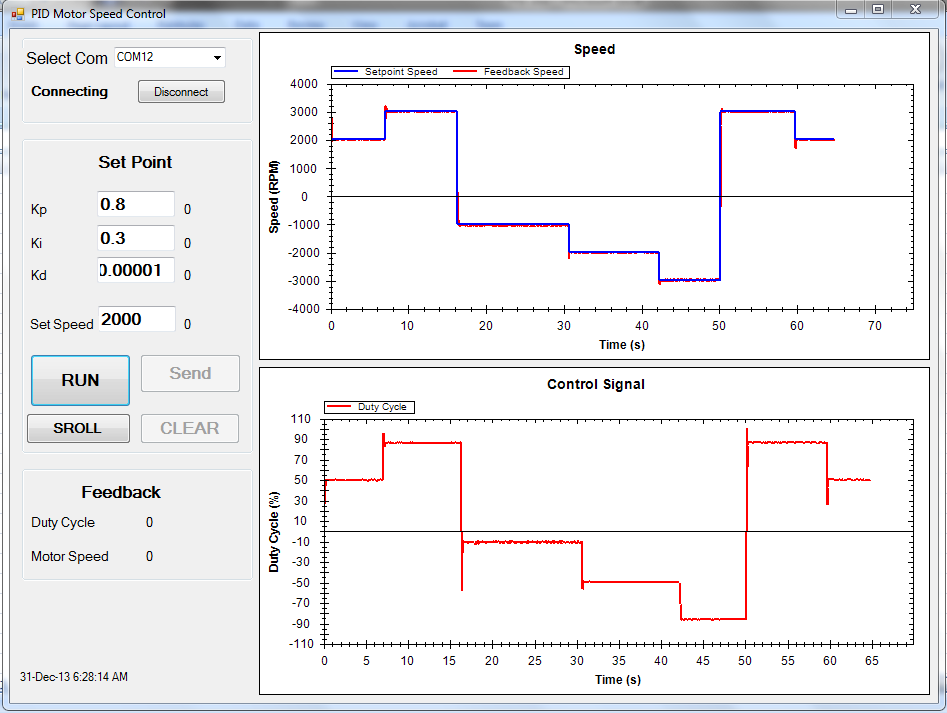 PID Motor Speed Control
Select Com COM12
Connecting Disconnect
Set Point
Kp 0.8 0
Ki 0.3 0
Kd 0.00001 0
Set Speed 2000 0
RUN Send
SROLL CLEAR
Feedback
Duty Cycle 0
Motor Speed 0
31-Dec-13 6:28:14 AM
Speed
Setpoint Speed Feedback Speed
4000
3000
2000
1000
0
-1000
-2000
-3000
-4000
Speed (RPM)
0 10 20 30 40 50 60 70
Time (s)
Control Signal
Duty Cycle
110
90
70
50
30
10
-10
-30
-50
-70
-90
-110
Duty Cycle (%)
0 5 10 15 20 25 30 35 40 45 50 55 60 65
Time (s)